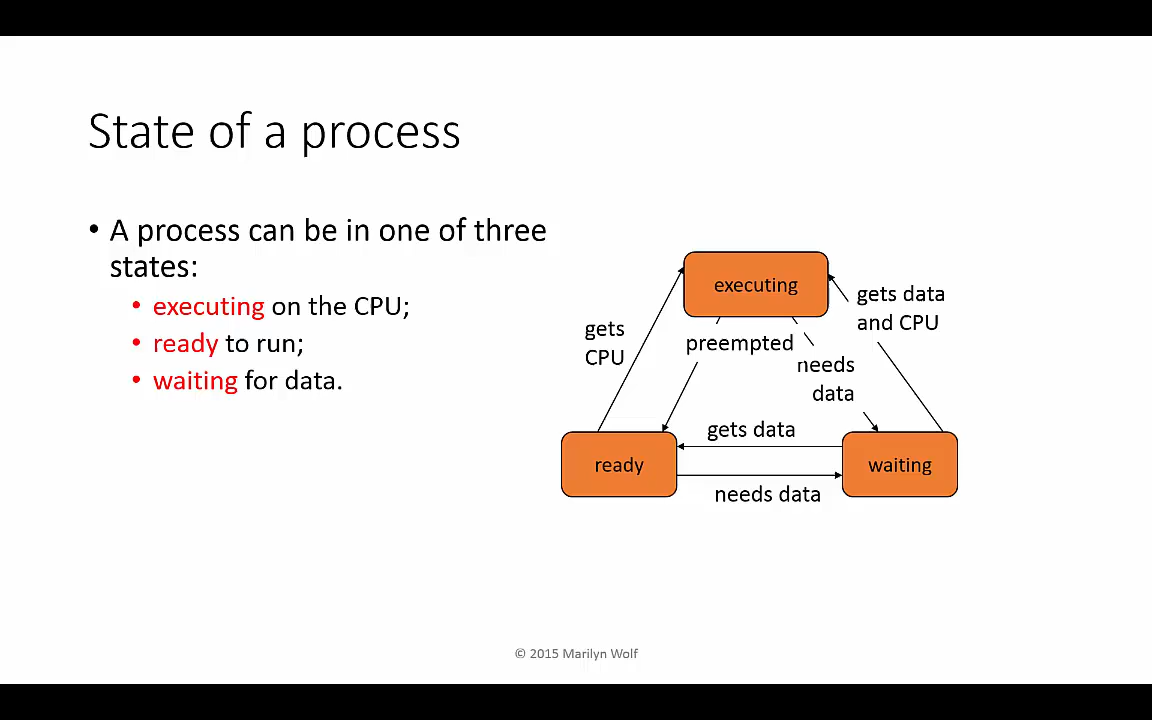 State of a process
• A process can be in one of three
states:
• executing on the CPU;
• ready to run;
• waiting for data.
executing
gets data
and CPU
gets
CPU
preempted
needs
data
gets data
ready
waiting
needs data
© 2015 Marilyn Wolf